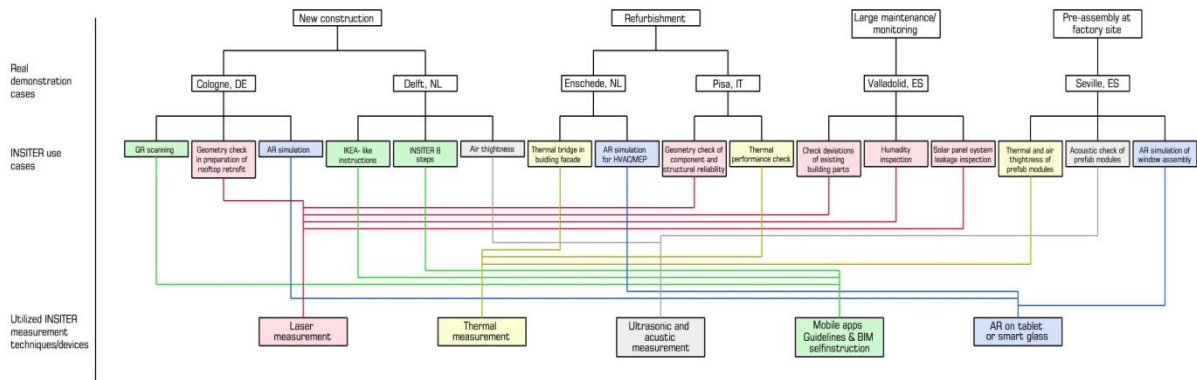 New construction
Refurbishment
Large maintenance/
monitoring
Pre-assembly at
factory site
Real
demonstration
cases
Cologne, DE
Delft, NL
Enschede, NL
Pisa, IT
Valladolid, ES
Seville, ES
INSITER use
cases
QR scanning
Geometry check
in preparation of
rooftop retrofit
AR simulation
IKEA- like
instructions
INSITER 8
steps
Air thightness
Thermal bridge in
buidling facade
AR simulation
for HVAC/MEP
Geometry check of
component and
structural reliability
Thermal
performance check
Check deviations of
existing
building parts
Humidity
inspection
Solar panel system
leakage inspection
Thermal and air
thightness of
prefab modules
Acoustic check of
prefab modules
AR simulation of
window assembly
Utilized INSITER
measurement
techniques/devices
Laser
measurement
Thermal
measurement
Ultrasonic and
acustic
measurement
Mobile apps
Guidelines & BIM
selfinstruction
AR on tablet
or smart glass